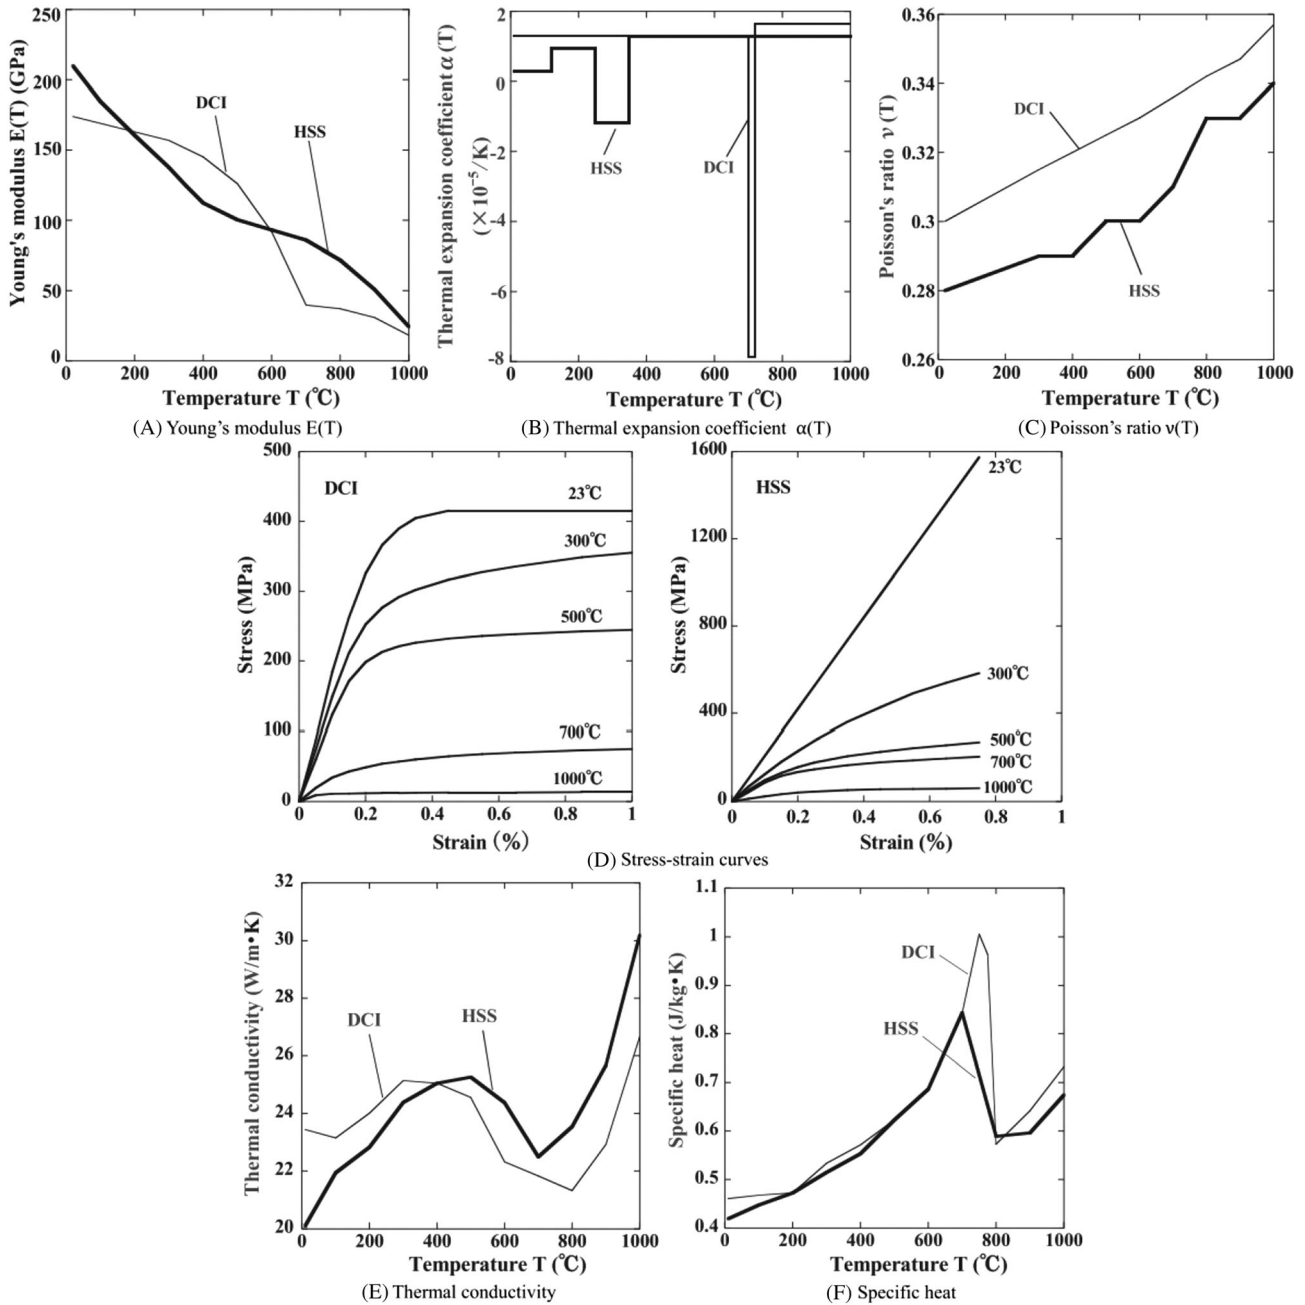 Young's modulus E(T) (GPa)
250
200
150
100
50
0
DCI
HSS
0 200 400 600 800 1000
Temperature T (℃)
(A) Young's modulus E(T)
Thermal expansion coefficient α(T)
(×10⁻⁵/K)
2
0
-2
-4
-6
-8
HSS
DCI
0 200 400 600 800 1000
Temperature T (℃)
(B) Thermal expansion coefficient α(T)
Poisson's ratio ν (T)
0.36
0.34
0.32
0.3
0.28
0.26
DCI
HSS
0 200 400 600 800 1000
Temperature T (℃)
(C) Poisson's ratio ν(T)
Stress (MPa)
500
400
300
200
100
0
DCI
23℃
300℃
500℃
700℃
1000℃
0 0.2 0.4 0.6 0.8 1
Strain (%)
Stress (MPa)
1600
1200
800
400
0
HSS
23℃
300℃
500℃
700℃
1000℃
0 0.2 0.4 0.6 0.8 1
Strain (%)
(D) Stress-strain curves
Thermal conductivity (W/m•K)
32
30
28
26
24
22
20
DCI
HSS
0 200 400 600 800 1000
Temperature T (℃)
(E) Thermal conductivity
Specific heat (J/kg•K)
1.1
1
0.9
0.8
0.7
0.6
0.5
0.4
DCI
HSS
0 200 400 600 800 1000
Temperature T (℃)
(F) Specific heat